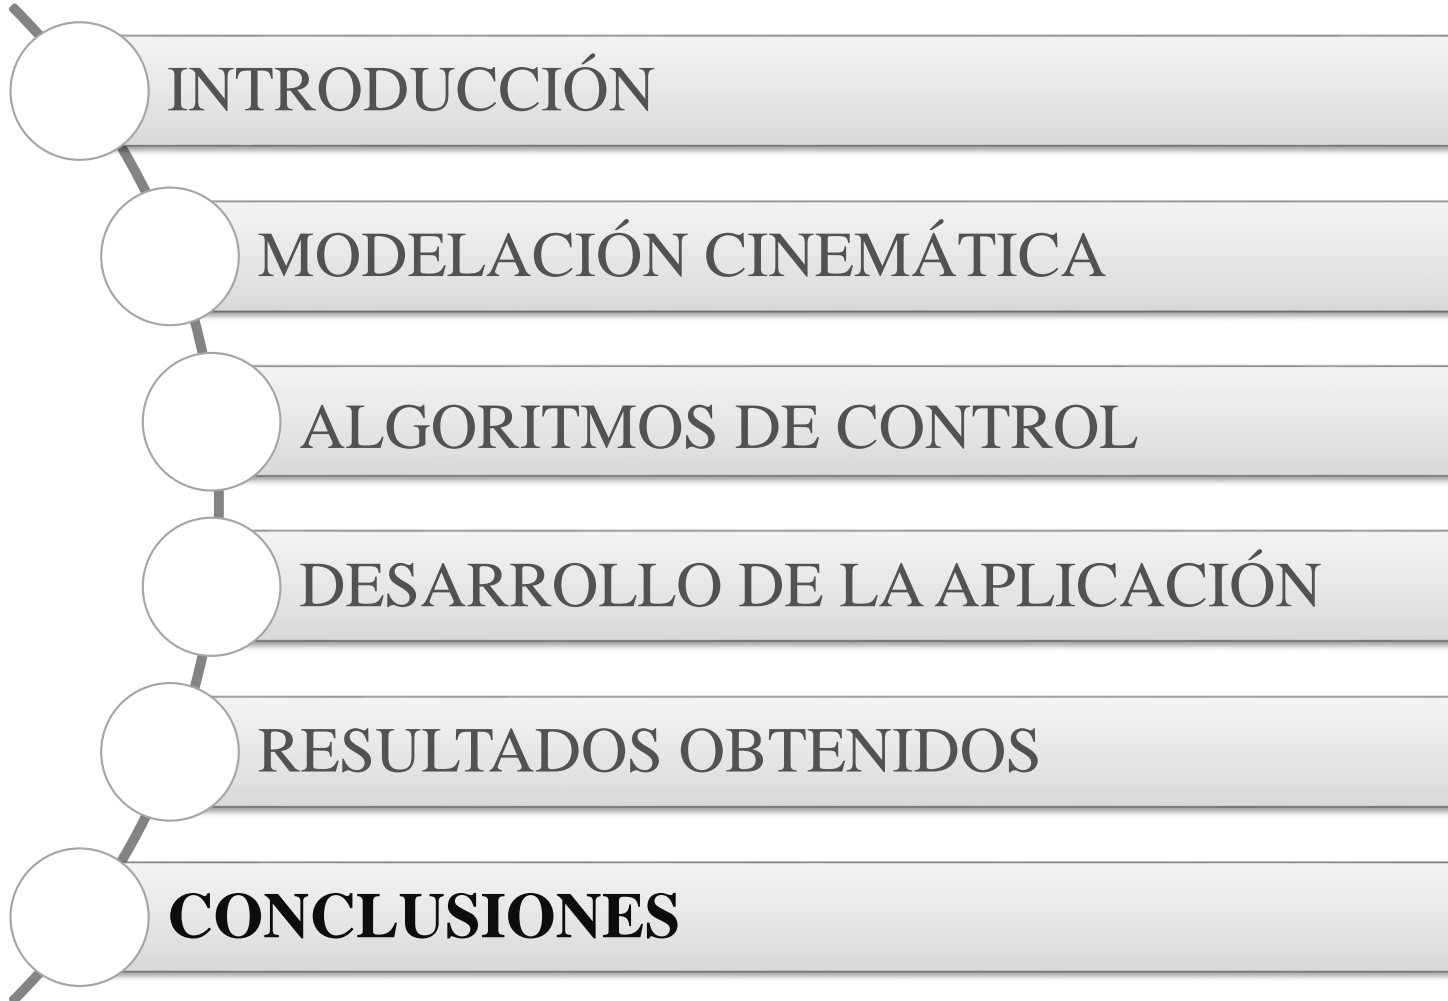 INTRODUCCIÓN
MODELACIÓN CINEMÁTICA
ALGORITMOS DE CONTROL
DESARROLLO DE LA APLICACIÓN
RESULTADOS OBTENIDOS
CONCLUSIONES